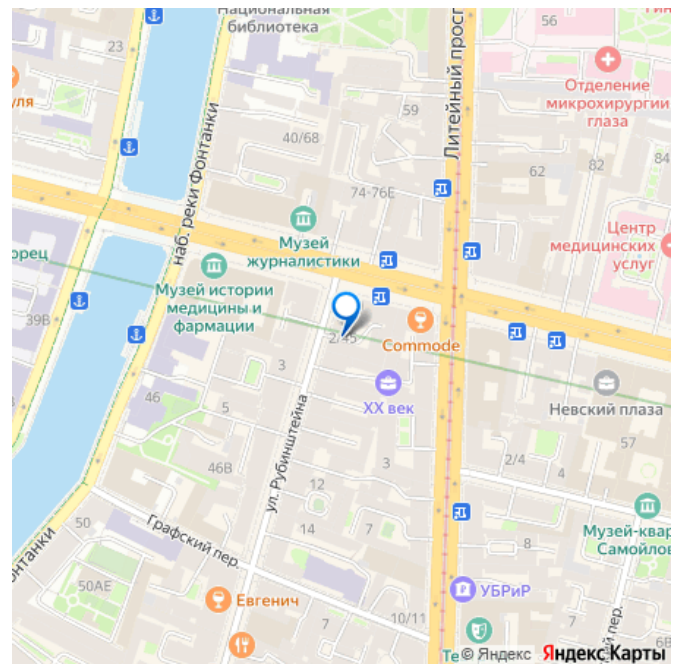 Национальная
библиотека
23
56
Отделение
микрохирургии
глаза
Литейный просп
59
40/68
наб. реки Фонтанки
62
82
84
74-76Е
Центр
медицинских
услуг
Музей
журналистики
Музей истории
медицины и
фармации
39В
2/45
Commode
3
XX век
Невский плаза
46
5
ул. Рубинштейна
57
46В
3
2/4
4
12
50
Графский пер.
14
7
7
8
Музей-квар
Самойлов
50АЕ
Евгенич
7
10/11
УБРиР
пер.
© Яндекс Яндекс Карты